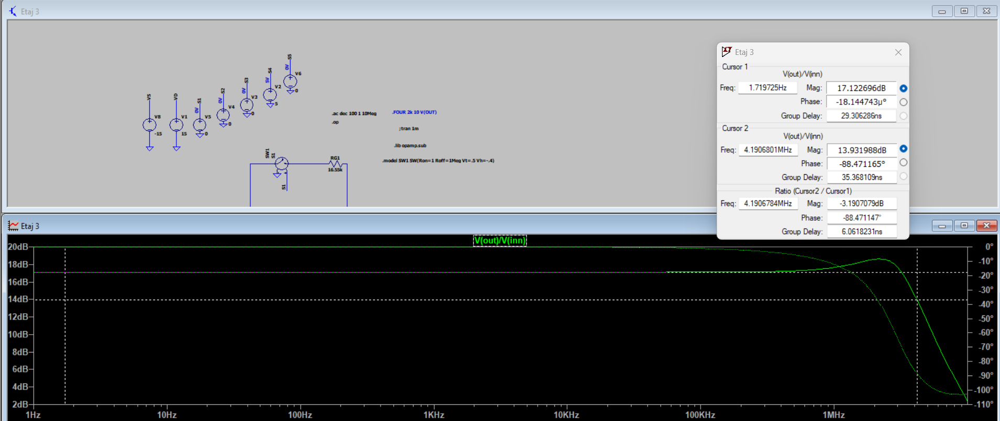 Etaj 3
S5
0V
V6
0
S4
5V
V2
5
S3
0V
V3
0
S2
0V
V4
0
S1
0V
V5
0
VD
V1
15
VS
V8
-15
.ac dec 100 1 10Meg
.op
.FOUR 2k 10 V(OUT)
;tran 1m
.lib opamp.sub
.model SW1 SW(Ron=1 Roff=1Meg Vt=.5 Vh=-.4)
SW1
S1
RG1
16.55k
S1
Etaj 3
Cursor 1
V(out)/V(inn)
Freq: 1.719725Hz Mag: 17.122696dB
Phase: -18.144743µ°
Group Delay: 29.306286ns
Cursor 2
V(out)/V(inn)
Freq: 4.1906801MHz Mag: 13.931988dB
Phase: -88.471165°
Group Delay: 35.368109ns
Ratio (Cursor2 / Cursor1)
Freq: 4.1906784MHz Mag: -3.1907079dB
Phase: -88.471147°
Group Delay: 6.0618231ns
Etaj 3
V(out)/V(inn)
20dB
18dB
16dB
14dB
12dB
10dB
8dB
6dB
4dB
2dB
0°
-10°
-20°
-30°
-40°
-50°
-60°
-70°
-80°
-90°
-100°
-110°
1Hz 10Hz 100Hz 1KHz 10KHz 100KHz 1MHz